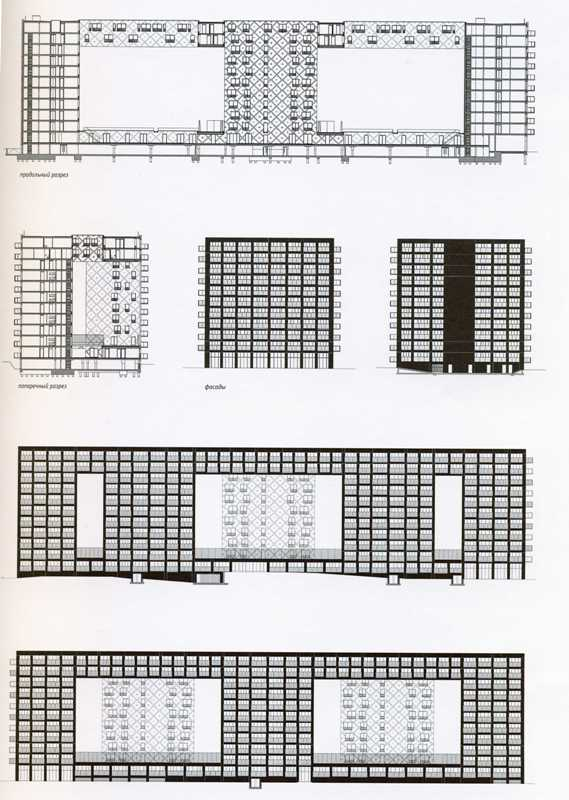 продольный разрез
поперечный разрез
фасады